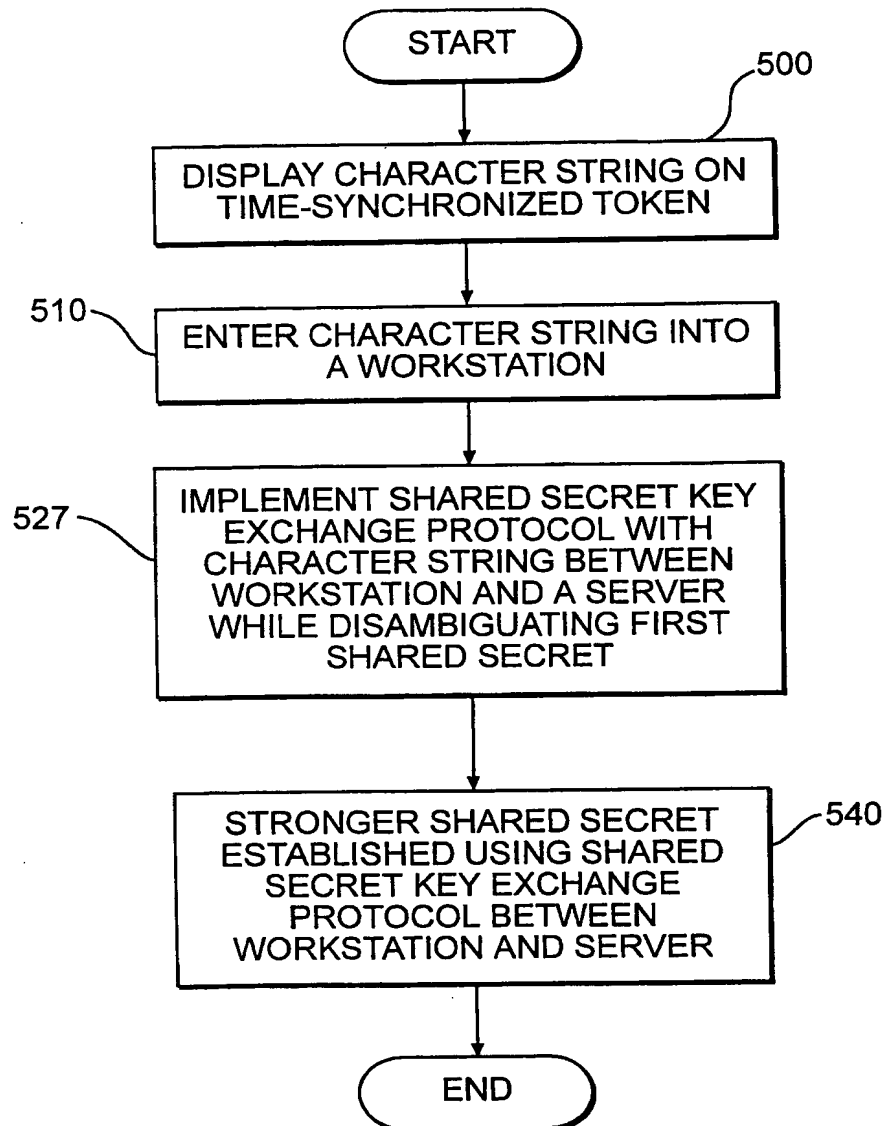 START
500
DISPLAY CHARACTER STRING ON
TIME-SYNCHRONIZED TOKEN
510
ENTER CHARACTER STRING INTO
A WORKSTATION
527
IMPLEMENT SHARED SECRET KEY
EXCHANGE PROTOCOL WITH
CHARACTER STRING BETWEEN
WORKSTATION AND A SERVER
WHILE DISAMBIGUATING FIRST
SHARED SECRET
540
STRONGER SHARED SECRET
ESTABLISHED USING SHARED
SECRET KEY EXCHANGE
PROTOCOL BETWEEN
WORKSTATION AND SERVER
END